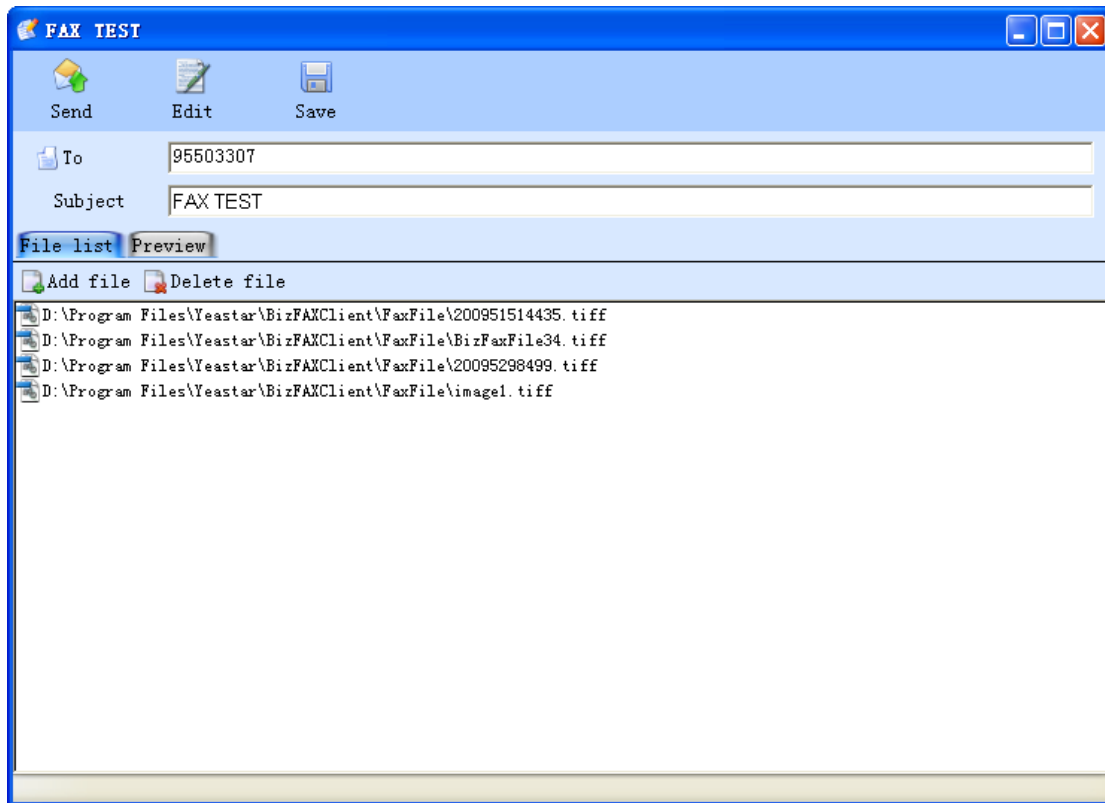 FAX TEST
Send Edit Save
To 95503307
Subject FAX TEST
File list Preview
Add file Delete file
D:\Program Files\Yeastar\BizFAXClient\FaxFile\200951514435.tiff
D:\Program Files\Yeastar\BizFAXClient\FaxFile\BizFaxFile34.tiff
D:\Program Files\Yeastar\BizFAXClient\FaxFile\20095298499.tiff
D:\Program Files\Yeastar\BizFAXClient\FaxFile\image1.tiff